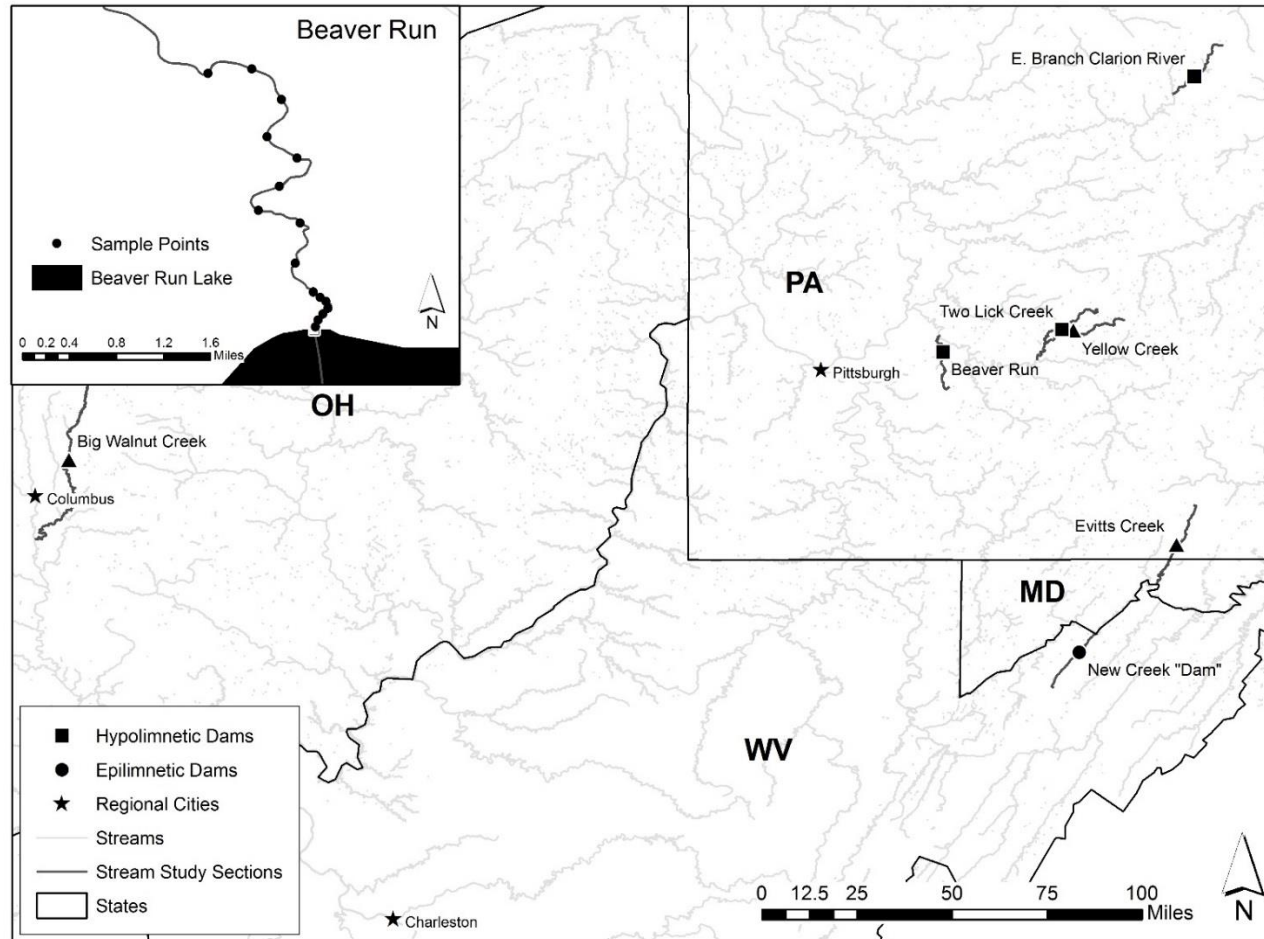 Beaver Run
Sample Points
Beaver Run Lake
N
0 0.2 0.4 0.8 1.2 1.6
Miles
E. Branch Clarion River
PA
Two Lick Creek
Yellow Creek
Beaver Run
Pittsburgh
OH
Big Walnut Creek
Columbus
Evitts Creek
MD
New Creek "Dam"
WV
Hypolimnetic Dams
Epilimnetic Dams
Regional Cities
Streams
Stream Study Sections
States
Charleston
0 12.5 25 50 75 100
Miles
N